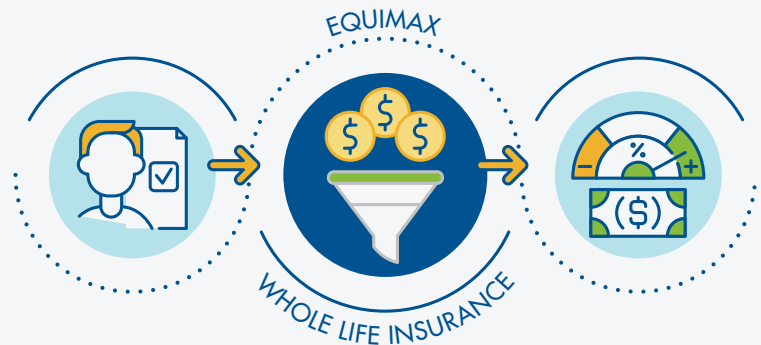 EQUIMAX
$
$ $
%
- +
($)
WHOLE LIFE INSURANCE